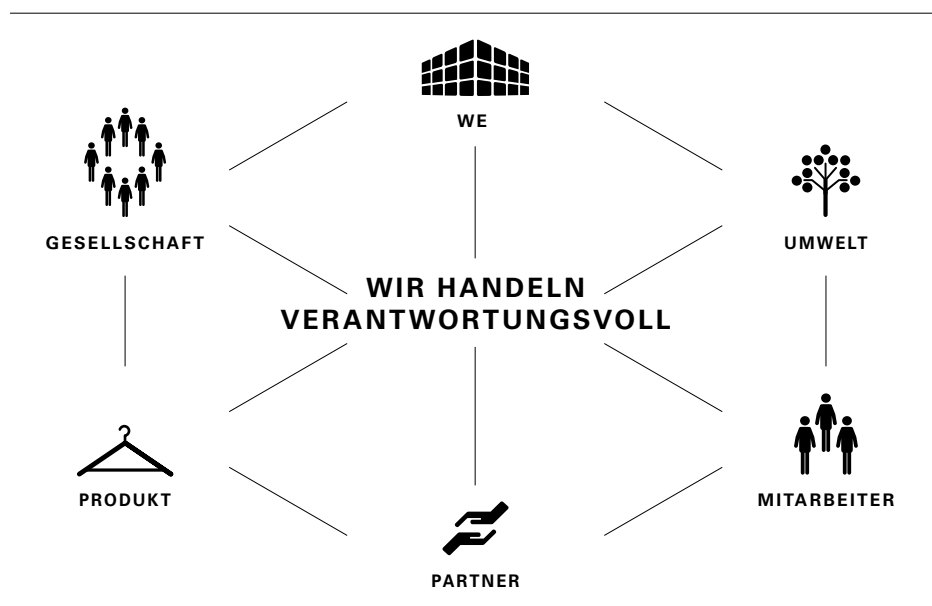 WE
GESELLSCHAFT
UMWELT
WIR HANDELN
VERANTWORTUNGSVOLL
PRODUKT
MITARBEITER
PARTNER